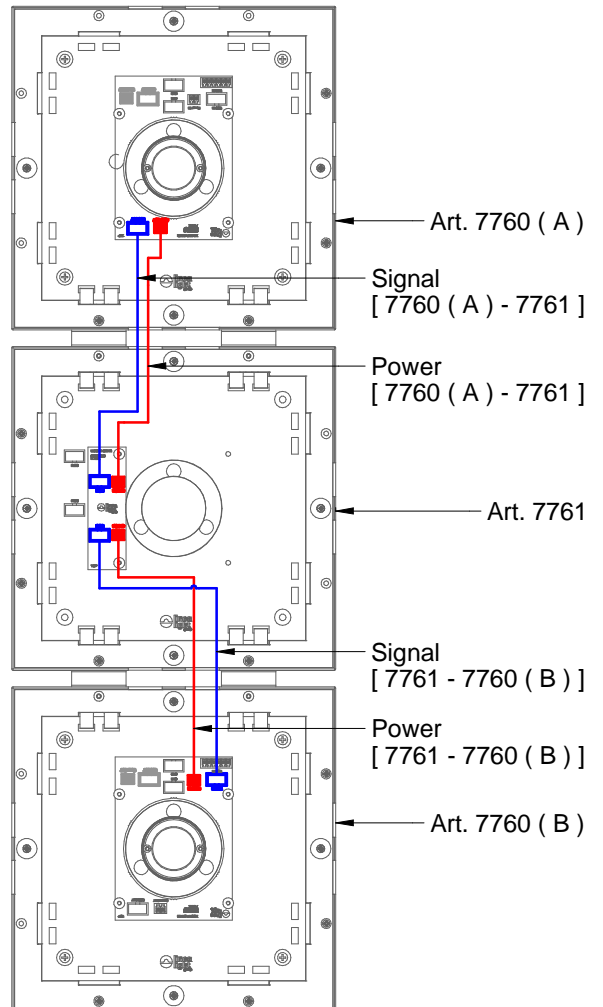 Art. 7760 ( A )
Signal
[ 7760 ( A ) - 7761 ]
Power
[ 7760 ( A ) - 7761 ]
Art. 7761
Signal
[ 7761 - 7760 ( B ) ]
Power
[ 7761 - 7760 ( B ) ]
Art. 7760 ( B )